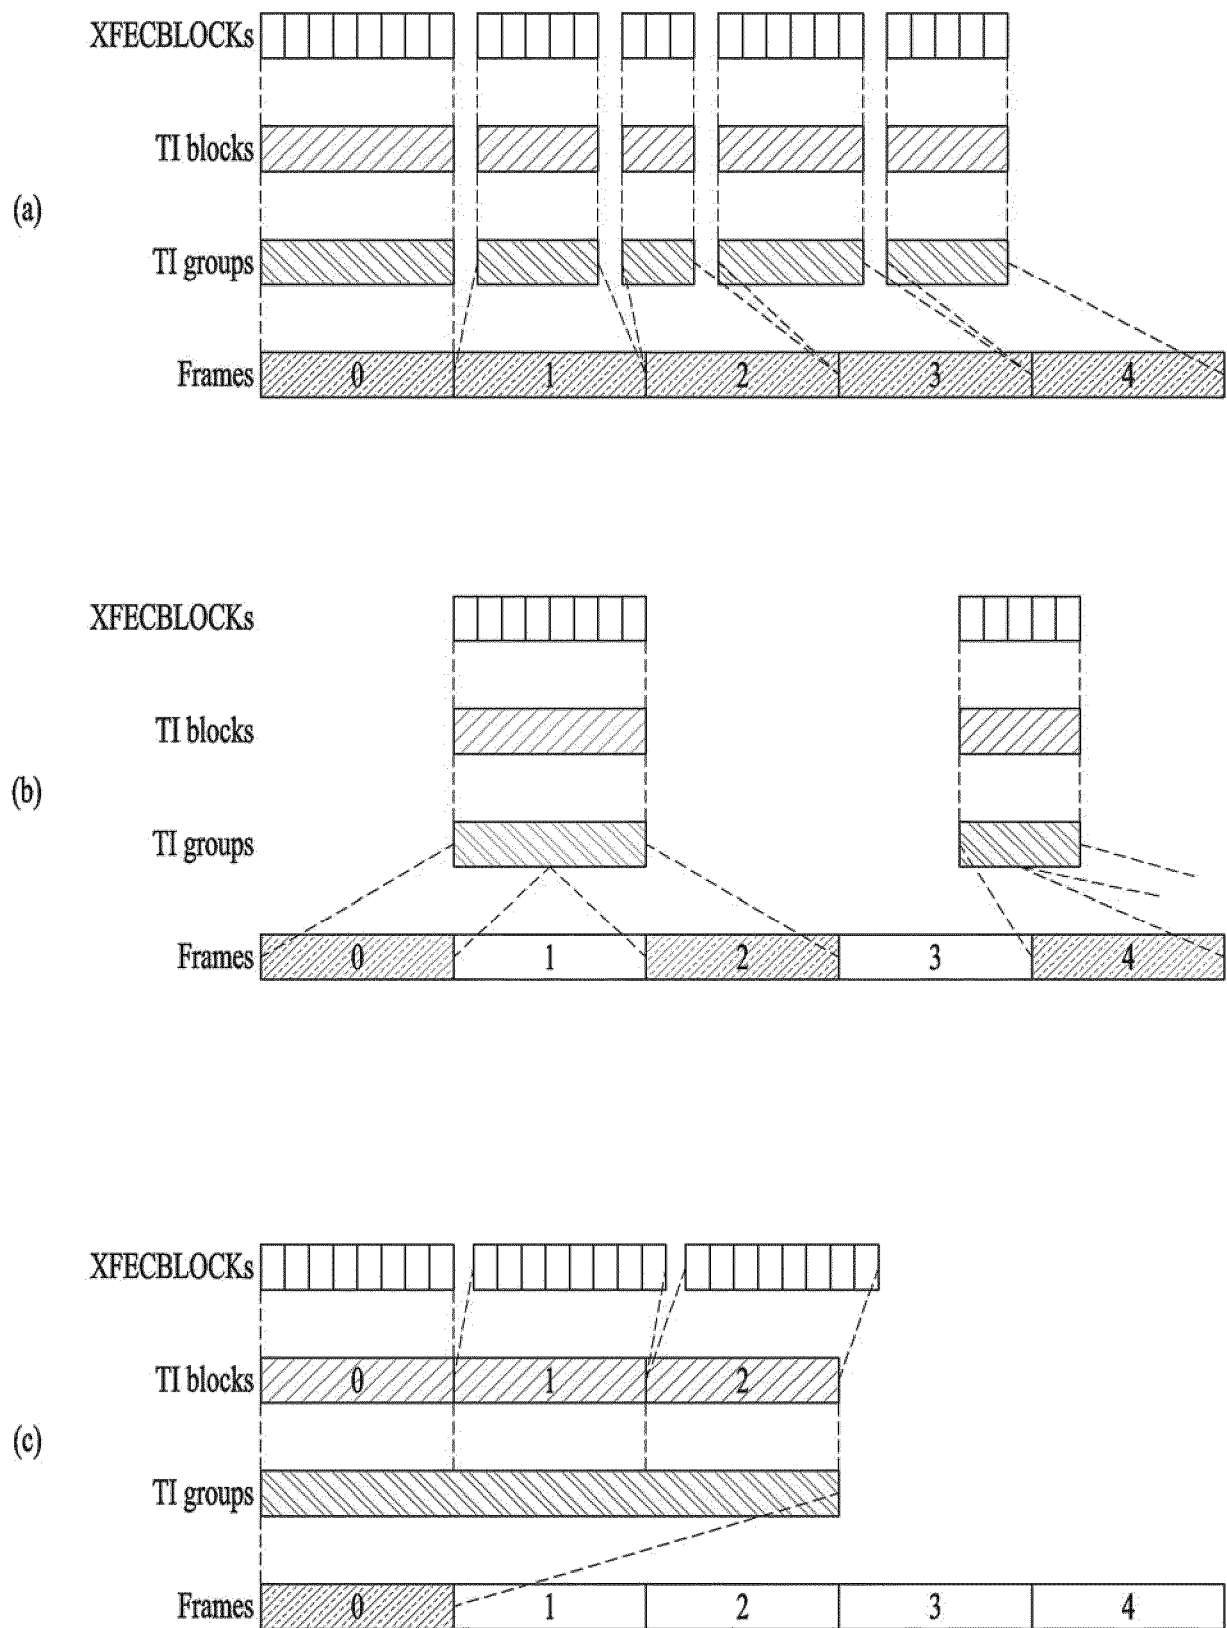 XFECBLOCKs
TI blocks
(a)
TI groups
Frames 0 1 2 3 4
XFECBLOCKs
TI blocks
(b)
TI groups
Frames 0 1 2 3 4
XFECBLOCKs
TI blocks 0 1 2
(c)
TI groups
Frames 0 1 2 3 4